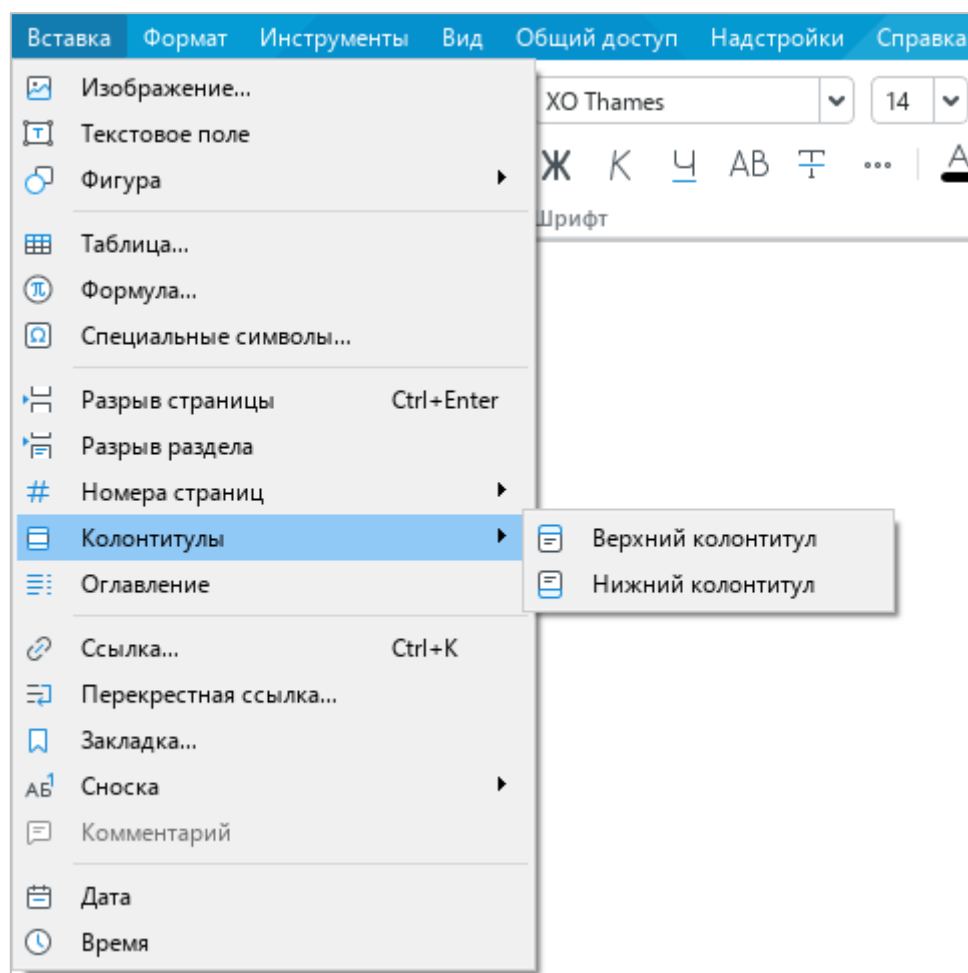 Вставка Формат Инструменты Вид Общий доступ Надстройки Справка
Изображение...
XO Thames 14
Текстовое поле
Ж К Ч АВ Т ... А
Фигура
Шрифт
Таблица...
Формула...
Специальные символы...
Разрыв страницы Ctrl+Enter
Разрыв раздела
Номера страниц
Колонтитулы
Верхний колонтитул
Оглавление
Нижний колонтитул
Ссылка... Ctrl+K
Перекрестная ссылка...
Закладка...
АБ1 Сноска
Комментарий
Дата
Время